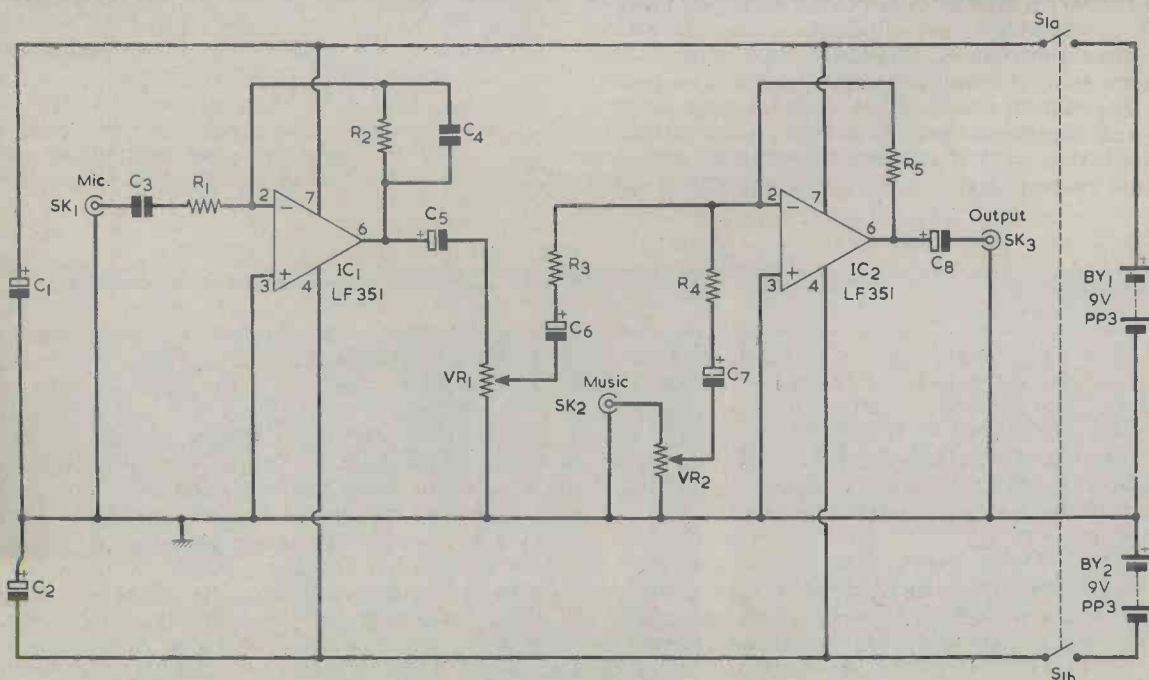 S1a
R2
C4
R5
Mic.
C3
R1
SK1
2
−
7
6
+
3
4
IC1
LF351
+
C5
2
−
7
6
+
3
4
IC2
LF351
+
C8
Output
SK3
+
C1
R3
+
C6
R4
+
C7
VR1
Music
SK2
VR2
+
BY1
9V
PP3
+
C2
+
BY2
9V
PP3
S1b